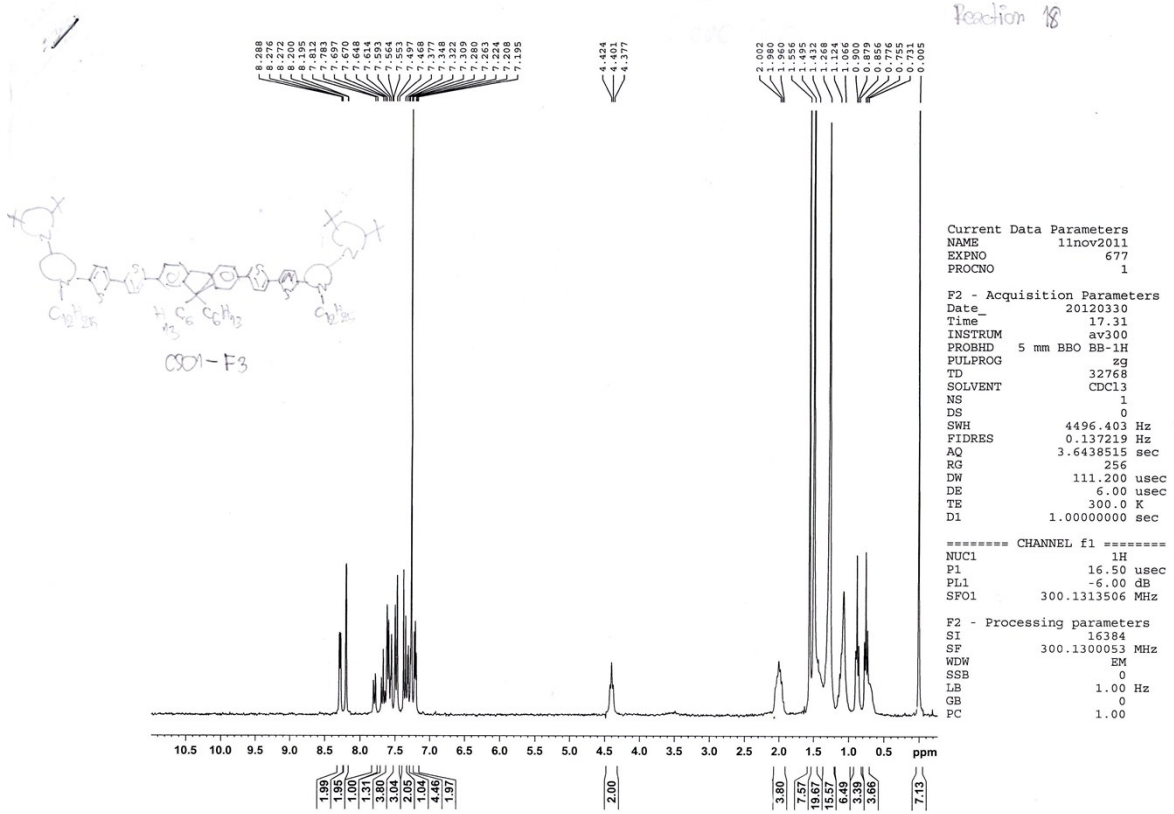 Reaction 18
8.288
8.276
8.272
8.200
8.195
7.812
7.783
7.697
7.670
7.648
7.614
7.593
7.564
7.553
7.497
7.468
7.377
7.348
7.322
7.309
7.280
7.263
7.224
7.208
7.195
4.424
4.401
4.377
2.002
1.980
1.960
1.556
1.495
1.432
1.268
1.124
1.066
0.900
0.879
0.856
0.776
0.755
0.731
0.005
N
N
N
N
S
S
S
S
C12H25
H13C6 C6H13
C12H25
CS01-F3
Current Data Parameters
NAME 11nov2011
EXPNO 677
PROCNO 1
F2 - Acquisition Parameters
Date_ 20120330
Time 17.31
INSTRUM av300
PROBHD 5 mm BBO BB-1H
PULPROG zg
TD 32768
SOLVENT CDCl3
NS 1
DS 0
SWH 4496.403 Hz
FIDRES 0.137219 Hz
AQ 3.6438515 sec
RG 256
DW 111.200 usec
DE 6.00 usec
TE 300.0 K
D1 1.00000000 sec
======== CHANNEL f1 ========
NUC1 1H
P1 16.50 usec
PL1 -6.00 dB
SFO1 300.1313506 MHz
F2 - Processing parameters
SI 16384
SF 300.1300053 MHz
WDW EM
SSB 0
LB 1.00 Hz
GB 0
PC 1.00
10.5 10.0 9.5 9.0 8.5 8.0 7.5 7.0 6.5 6.0 5.5 5.0 4.5 4.0 3.5 3.0 2.5 2.0 1.5 1.0 0.5 ppm
1.99
1.95
1.00
1.31
3.80
3.04
2.05
1.04
4.46
1.97
2.00
3.80
7.57
19.67
15.57
6.49
3.39
3.66
7.13